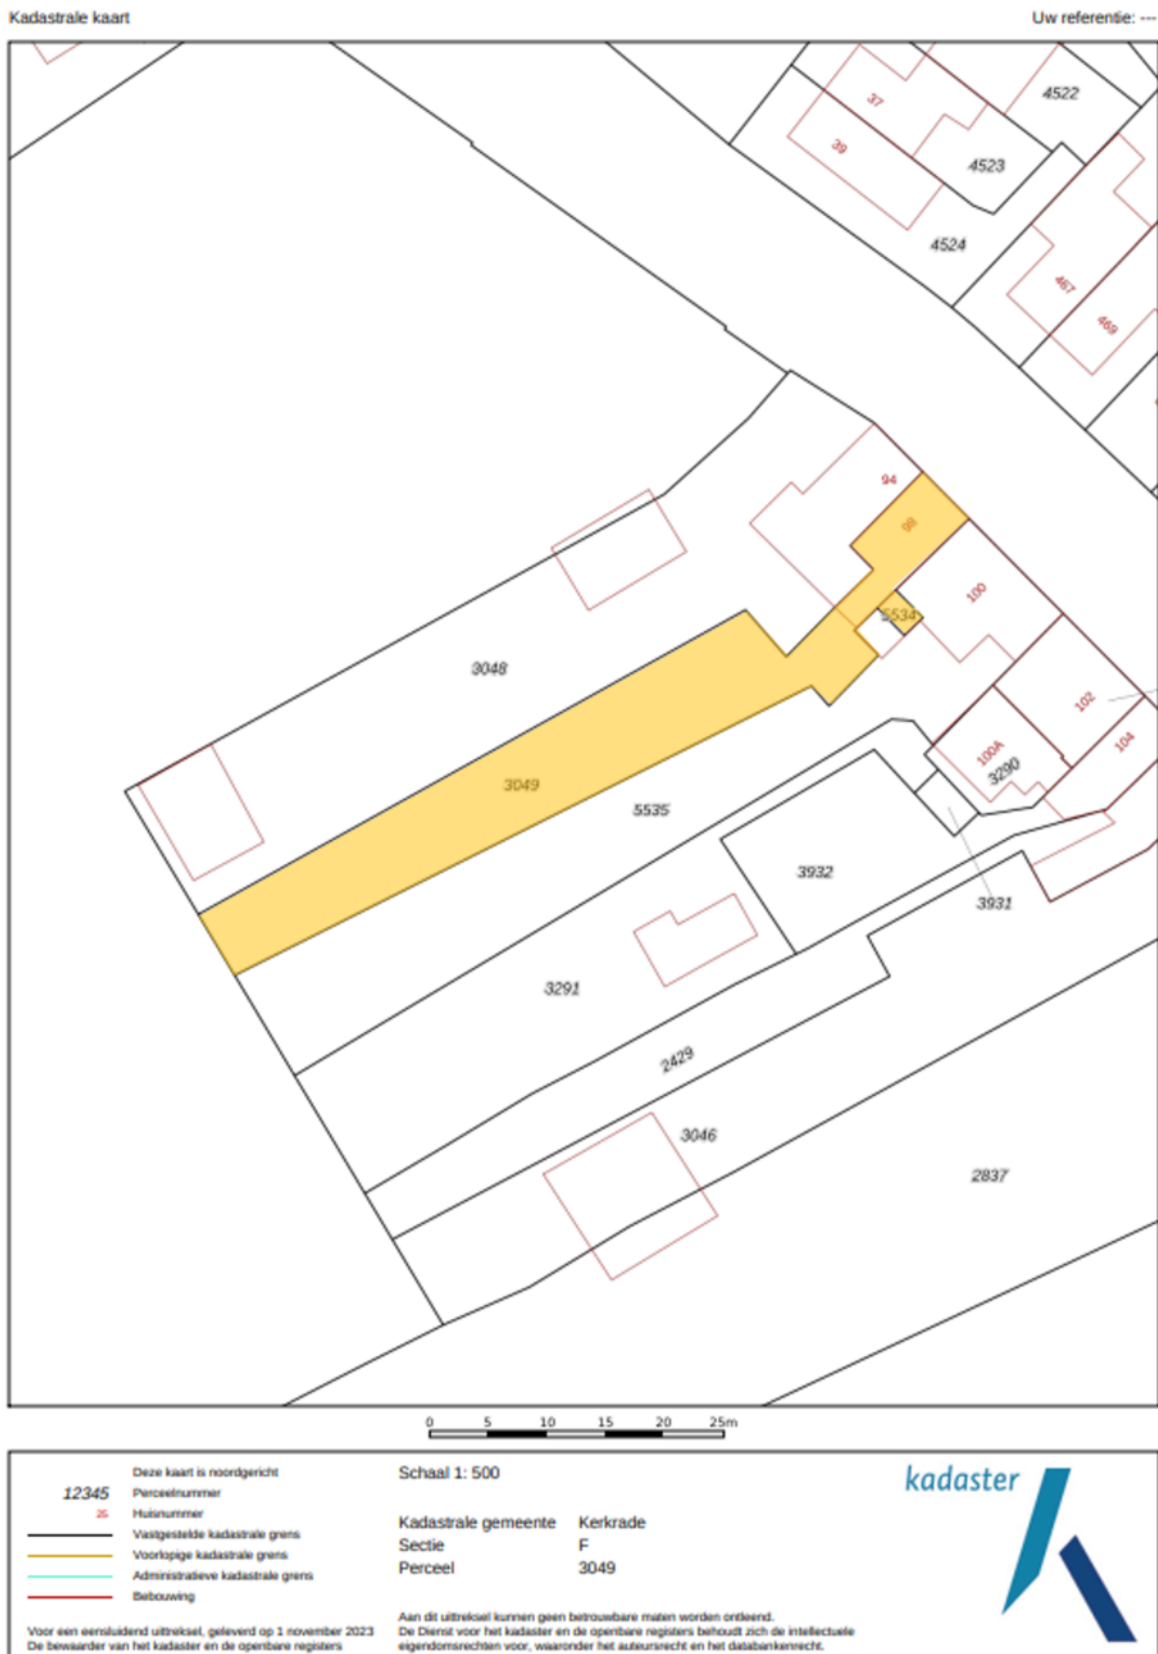 Kadastrale kaart
Uw referentie: ---
4522
37
39
4523
4524
467
469
94
98
100
5534
3048
102
104
100A
3290
3049
5535
3932
3931
3291
2429
3046
2837
0 5 10 15 20 25m
Deze kaart is noordgericht
12345 Perceelnummer
25 Huisnummer
Vastgestelde kadastrale grens
Voorlopige kadastrale grens
Administratieve kadastrale grens
Bebouwing
Voor een eensluidend uittreksel, geleverd op 1 november 2023
De bewaarder van het kadaster en de openbare registers
Schaal 1: 500
Kadastrale gemeente Kerkrade
Sectie F
Perceel 3049
Aan dit uittreksel kunnen geen betrouwbare maten worden ontleend.
De Dienst voor het kadaster en de openbare registers behoudt zich de intellectuele
eigendomsrechten voor, waaronder het auteursrecht en het databankenrecht.
kadaster